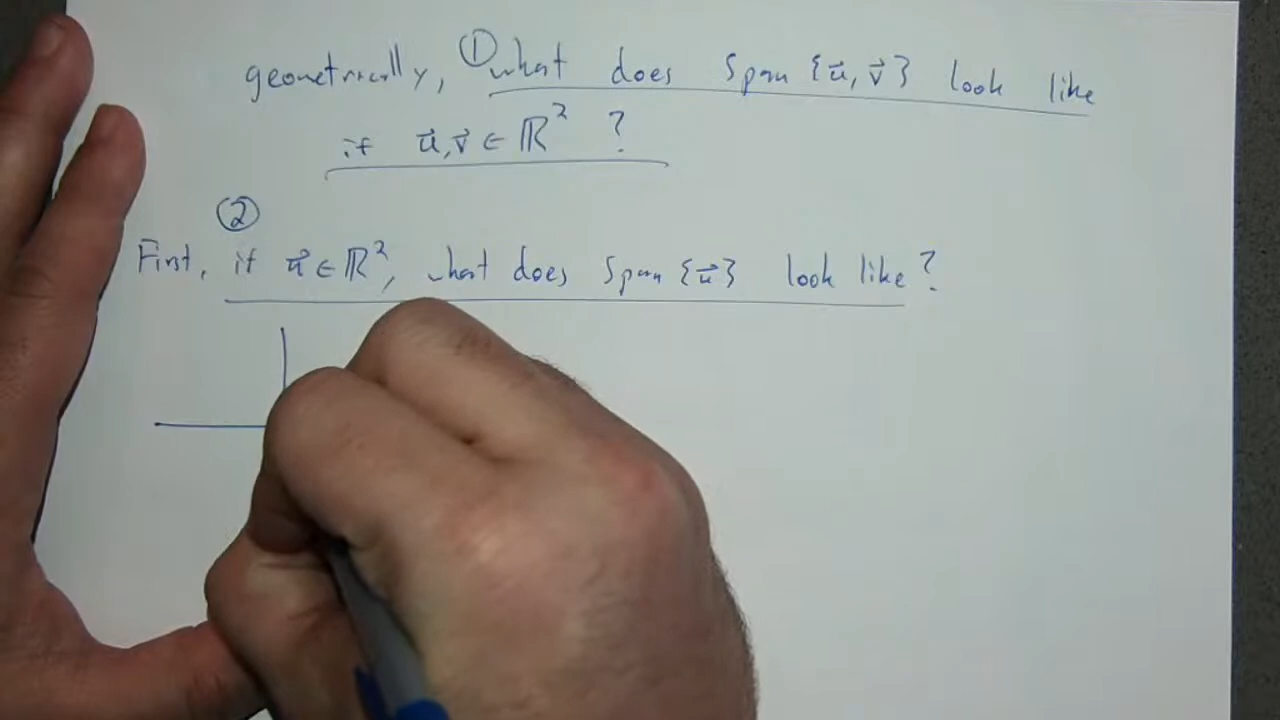 geometrically, ① what does Span {u⃗, v⃗} look like
if u⃗, v⃗ ∈ ℝ² ?
②
First, if u⃗ ∈ ℝ², what does Span {u⃗} look like ?